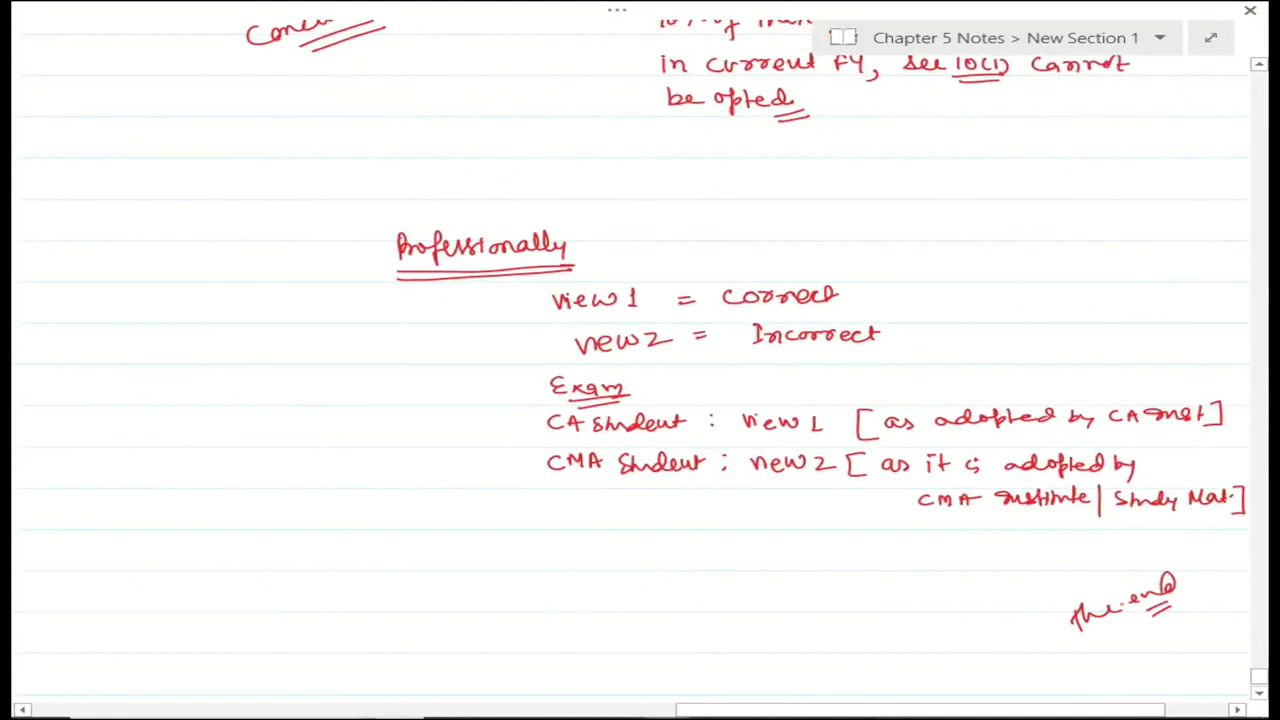 Chapter 5 Notes > New Section 1
in current FY, sec 10(1) cannot
be opted
Professionally
view 1 = correct
view 2 = Incorrect
Exam
CA Student : view 1 [as adopted by CA Inst]
CMA Student : view 2 [as it is adopted by
CMA Institute | Study Mat.]
The end